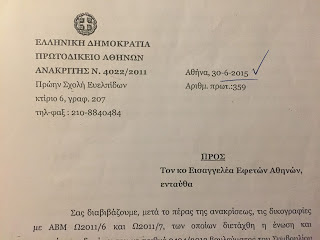 ΕΛΛΗΝΙΚΗ ΔΗΜΟΚΡΑΤΙΑ
ΠΡΩΤΟΔΙΚΕΙΟ ΑΘΗΝΩΝ
ΑΝΑΚΡΙΤΗΣ Ν. 4022/2011
Πρώην Σχολή Ευελπίδων
κτίριο 6, γραφ. 207
τηλ-φαξ : 210-8840484
Αθήνα, 30-6-2015
Αριθμ. πρωτ.:359
ΠΡΟΣ
Τον κο Εισαγγελέα Εφετών Αθηνών,
ενταύθα
Σας διαβιβάζουμε, μετά το πέρας της ανακρίσεως, τις δικογραφίες
με ΑΒΜ Ω2011/6 και Ω2011/7, των οποίων διετάχθη η ένωση και